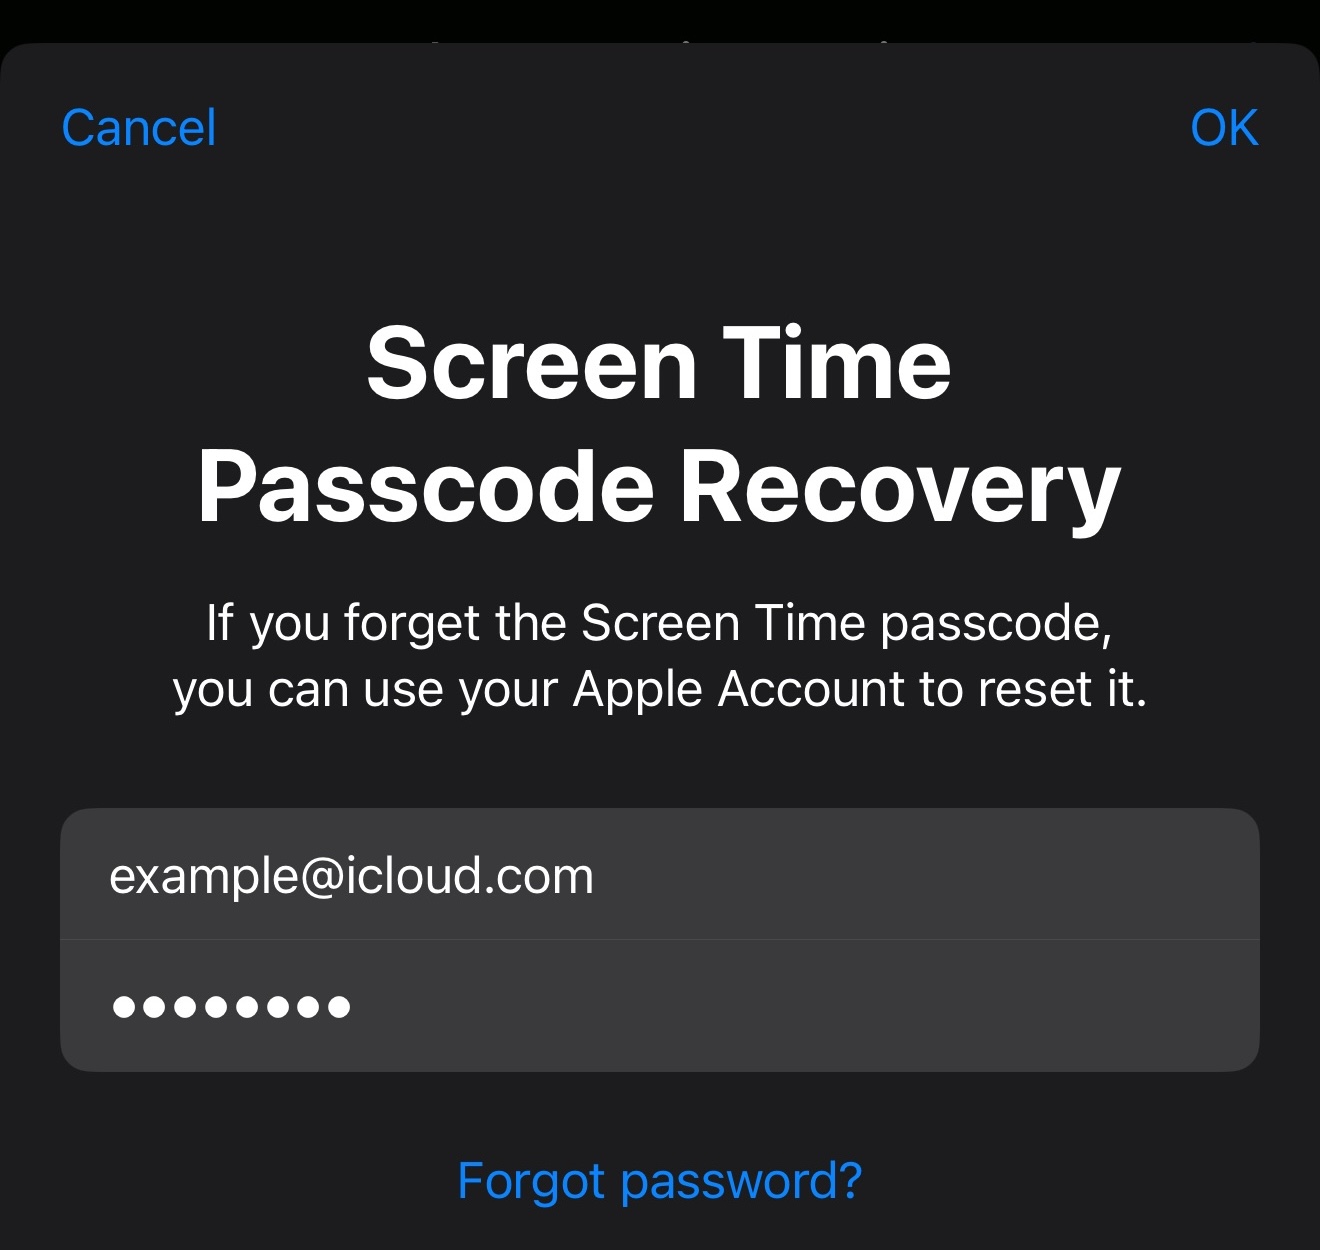 Cancel
OK
Screen Time
Passcode Recovery
If you forget the Screen Time passcode,
you can use your Apple Account to reset it.
example@icloud.com
••••••••
Forgot password?